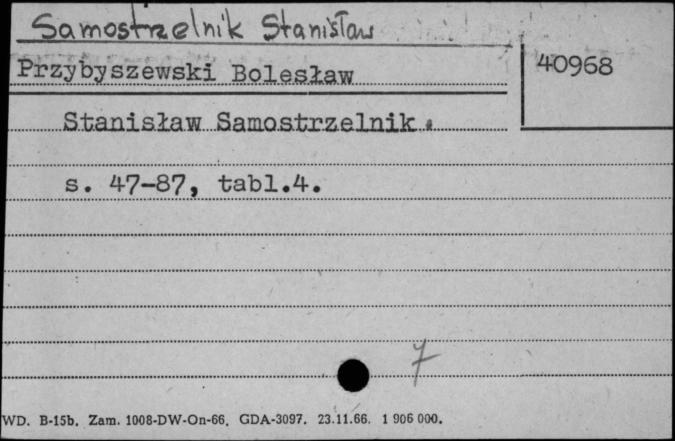 Samostrzelnik Stanisław
Przybyszewski Bolesław
40968
Stanisław Samostrzelnik.
s. 47-87, tabl.4.
7
WD. B-15b. Zam. 1008-DW-On-66. GDA-3097. 23.11.66. 1 906 000.